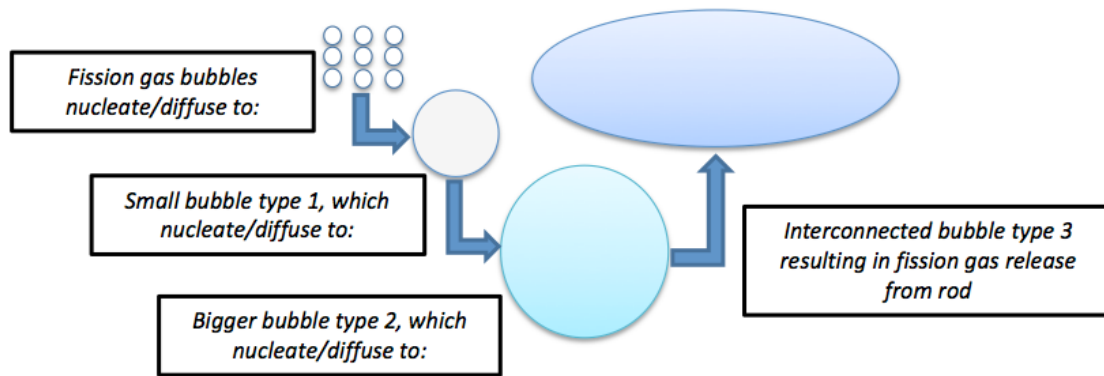 Fission gas bubbles
nucleate/diffuse to:
Small bubble type 1, which
nucleate/diffuse to:
Bigger bubble type 2, which
nucleate/diffuse to:
Interconnected bubble type 3
resulting in fission gas release
from rod